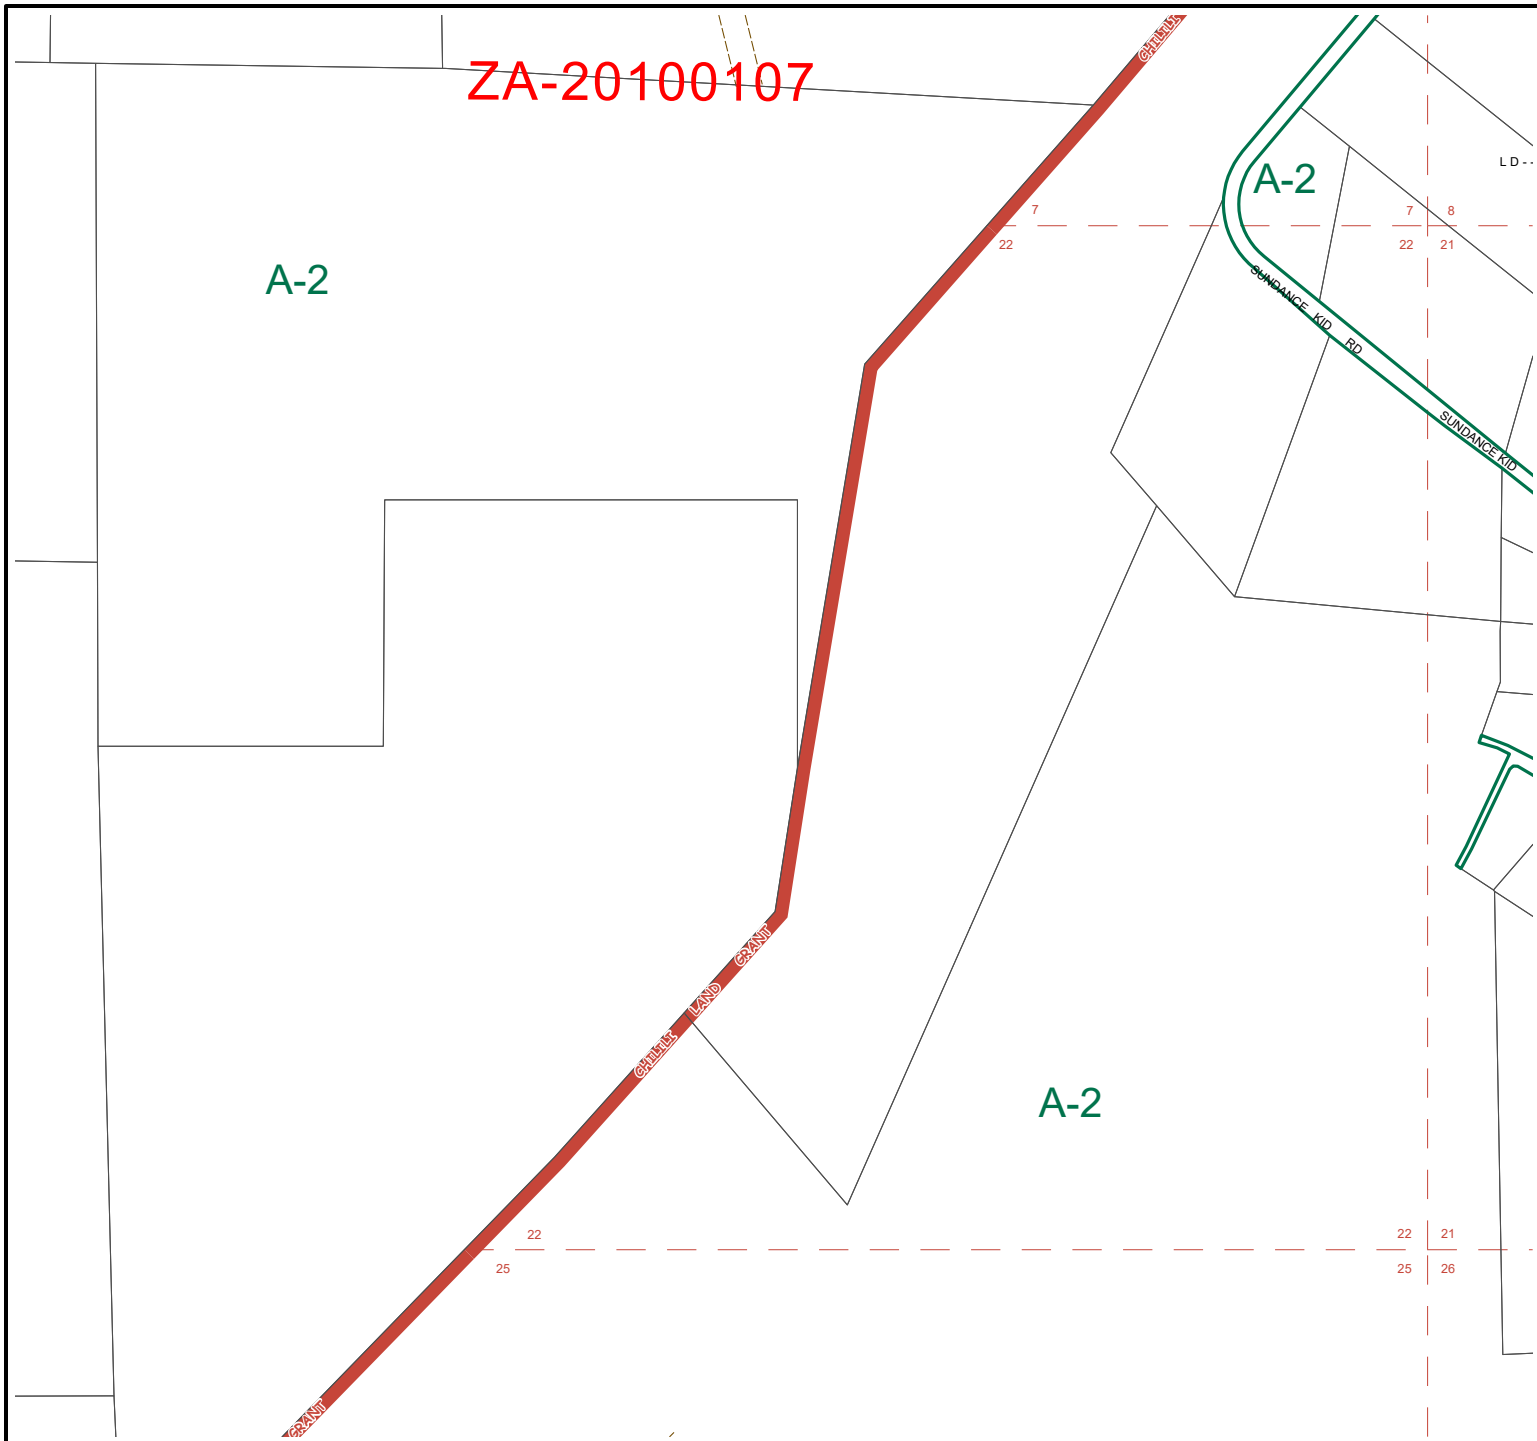 CHILILI
ZA-20100107
LD--
A-2
7
7 8
22
22 21
A-2
SUNDANCE KID RD
SUNDANCE KID
GRANT
LAND
CHILILI
A-2
22
22 21
25
25 26
GRANT